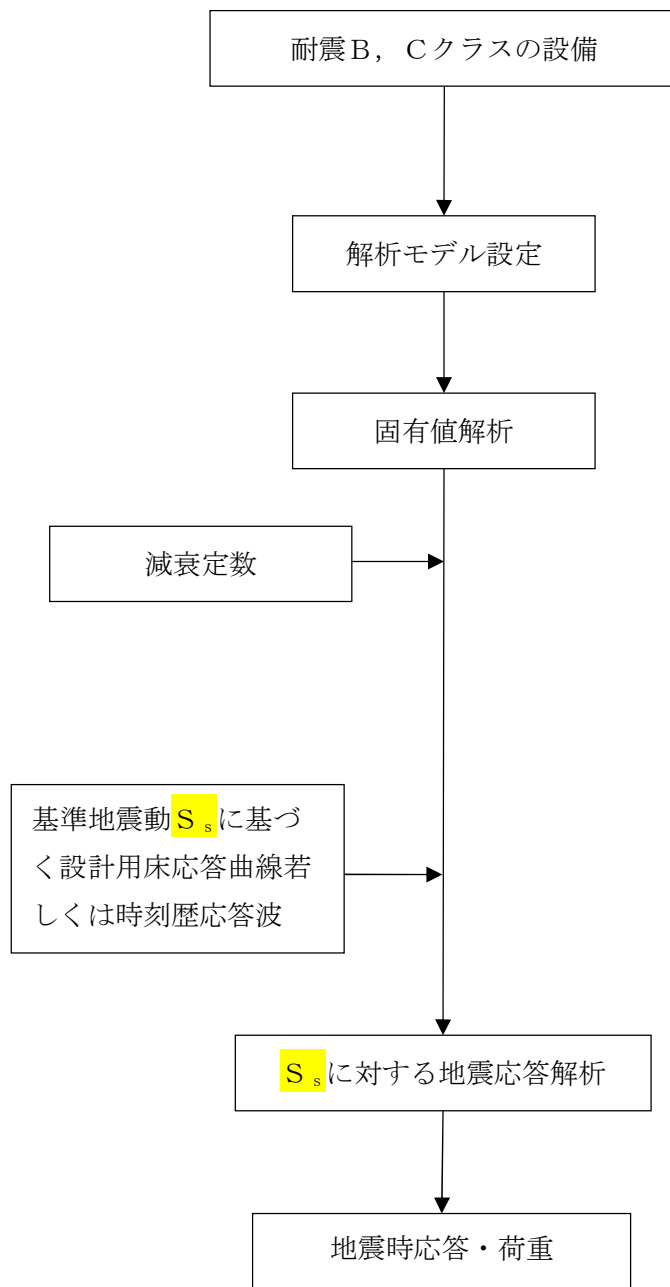 耐震Ｂ，Ｃクラスの設備
解析モデル設定
固有値解析
減衰定数
基準地震動Ｓｓに基づ
く設計用床応答曲線若
しくは時刻歴応答波
Ｓｓに対する地震応答解析
地震時応答・荷重